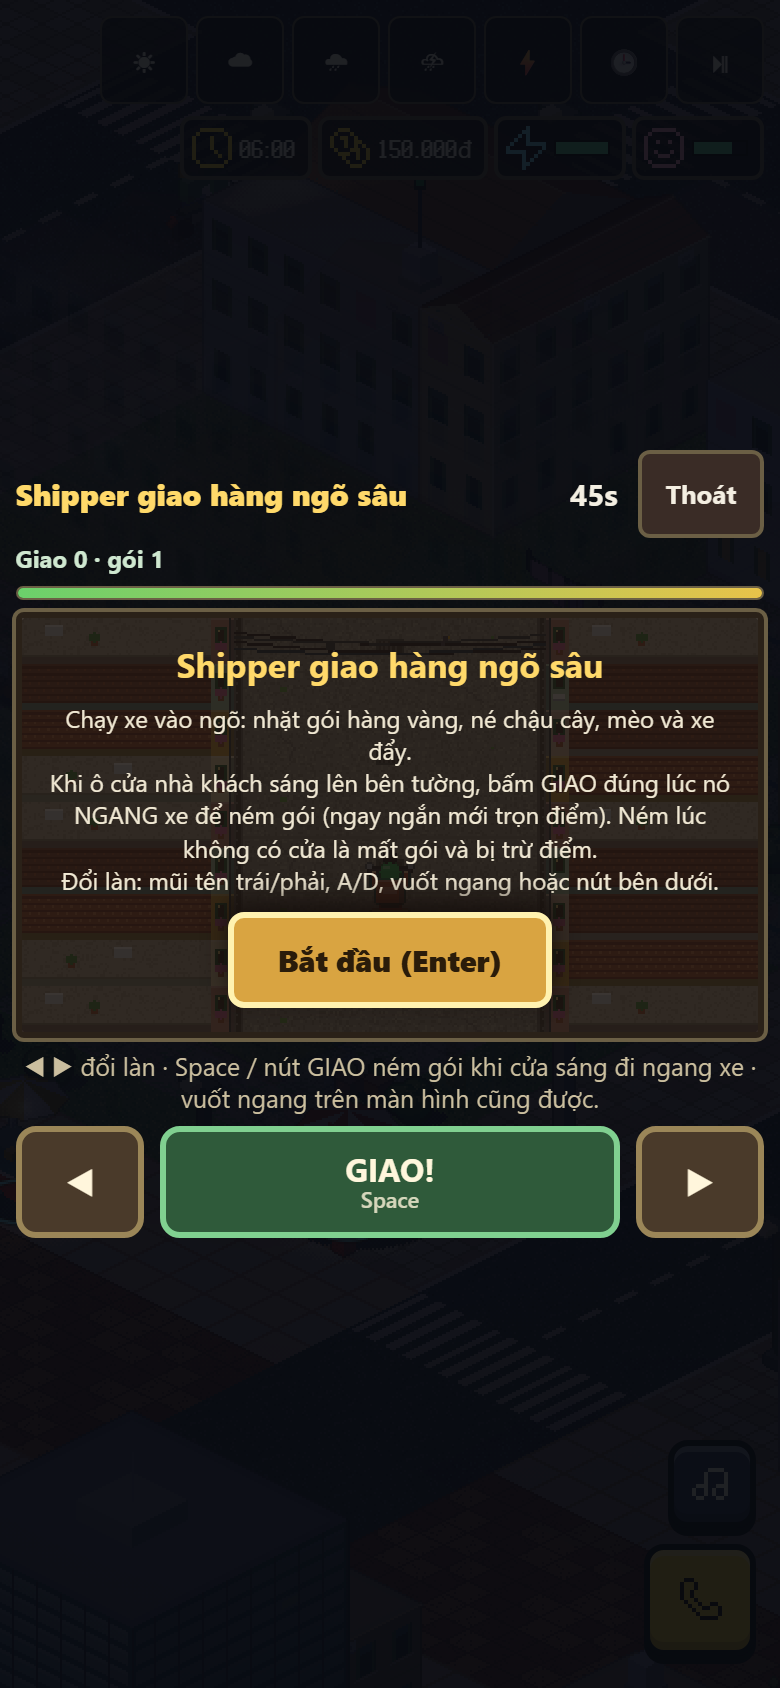 06:00
150.000đ
Shipper giao hàng ngõ sâu
45s
Thoát
Giao 0 · gói 1
Shipper giao hàng ngõ sâu
Chạy xe vào ngõ: nhặt gói hàng vàng, né chậu cây, mèo và xe
đẩy.
Khi ô cửa nhà khách sáng lên bên tường, bấm GIAO đúng lúc nó
NGANG xe để ném gói (ngay ngắn mới trọn điểm). Ném lúc
không có cửa là mất gói và bị trừ điểm.
Đổi làn: mũi tên trái/phải, A/D, vuốt ngang hoặc nút bên dưới.
Bắt đầu (Enter)
◀ ▶ đổi làn · Space / nút GIAO ném gói khi cửa sáng đi ngang xe ·
vuốt ngang trên màn hình cũng được.
◀
GIAO!
Space
▶